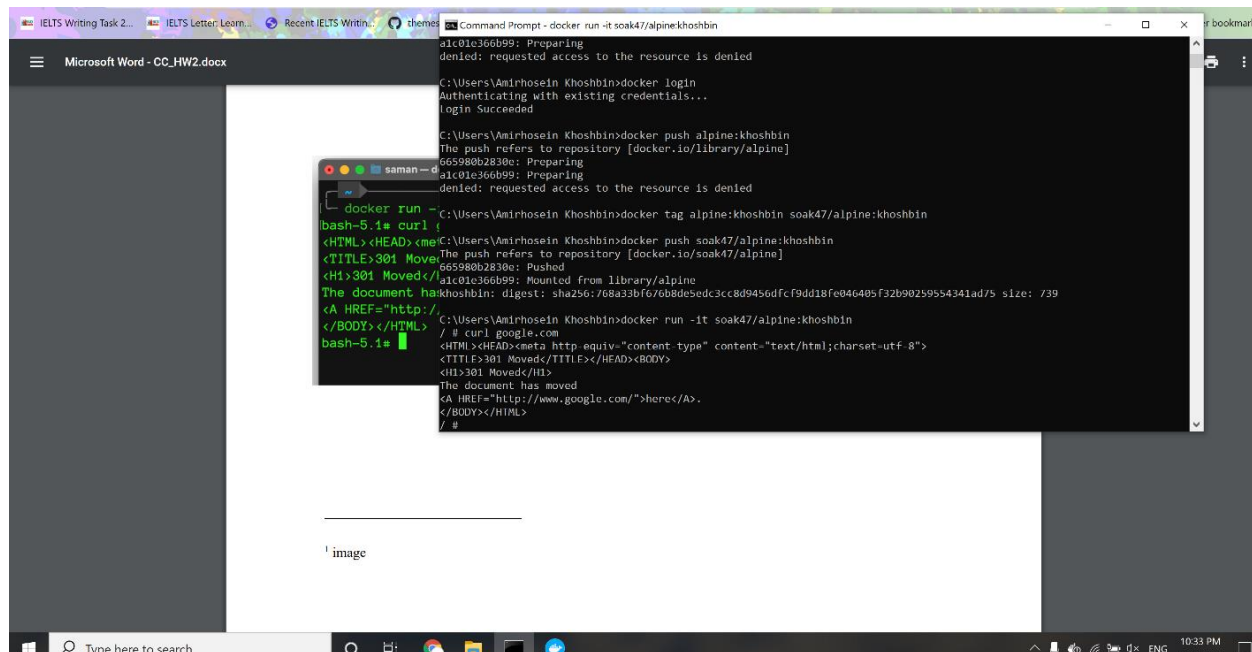 IELTS Writing Task 2...
IELTS Letter: Learn...
Recent IELTS Writin...
themes
r bookmar
Microsoft Word - CC_HW2.docx
saman — d
~
docker run -
bash-5.1# curl g
<HTML><HEAD><me
<TITLE>301 Move
<H1>301 Moved</
The document has
<A HREF="http:/
</BODY></HTML>
bash-5.1#
Command Prompt - docker run -it soak47/alpine:khoshbin
a1c01e366b99: Preparing
denied: requested access to the resource is denied
C:\Users\Amirhosein Khoshbin>docker login
Authenticating with existing credentials...
Login Succeeded
C:\Users\Amirhosein Khoshbin>docker push alpine:khoshbin
The push refers to repository [docker.io/library/alpine]
665980b2830e: Preparing
a1c01e366b99: Preparing
denied: requested access to the resource is denied
C:\Users\Amirhosein Khoshbin>docker tag alpine:khoshbin soak47/alpine:khoshbin
C:\Users\Amirhosein Khoshbin>docker push soak47/alpine:khoshbin
The push refers to repository [docker.io/soak47/alpine]
665980b2830e: Pushed
a1c01e366b99: Mounted from library/alpine
khoshbin: digest: sha256:768a33bf676b8de5edc3cc8d9456dfcf9dd18fe046405f32b90259554341ad75 size: 739
C:\Users\Amirhosein Khoshbin>docker run -it soak47/alpine:khoshbin
/ # curl google.com
<HTML><HEAD><meta http-equiv="content-type" content="text/html;charset=utf-8">
<TITLE>301 Moved</TITLE></HEAD><BODY>
<H1>301 Moved</H1>
The document has moved
<A HREF="http://www.google.com/">here</A>.
</BODY></HTML>
/ #
1 image
Type here to search
ENG
10:33 PM